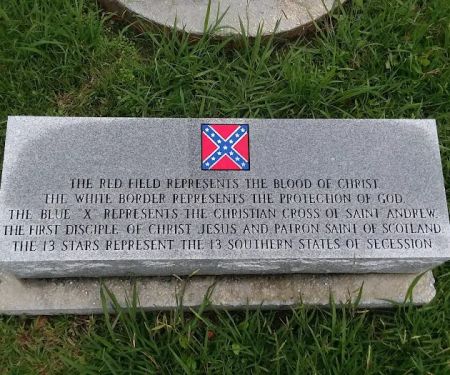 THE RED FIELD REPRESENTS THE BLOOD OF CHRIST.
THE WHITE BORDER REPRESENTS THE PROTECTION OF GOD.
THE BLUE "X" REPRESENTS THE CHRISTIAN CROSS OF SAINT ANDREW,
THE FIRST DISCIPLE OF CHRIST JESUS AND PATRON SAINT OF SCOTLAND.
THE 13 STARS REPRESENT THE 13 SOUTHERN STATES OF SECESSION